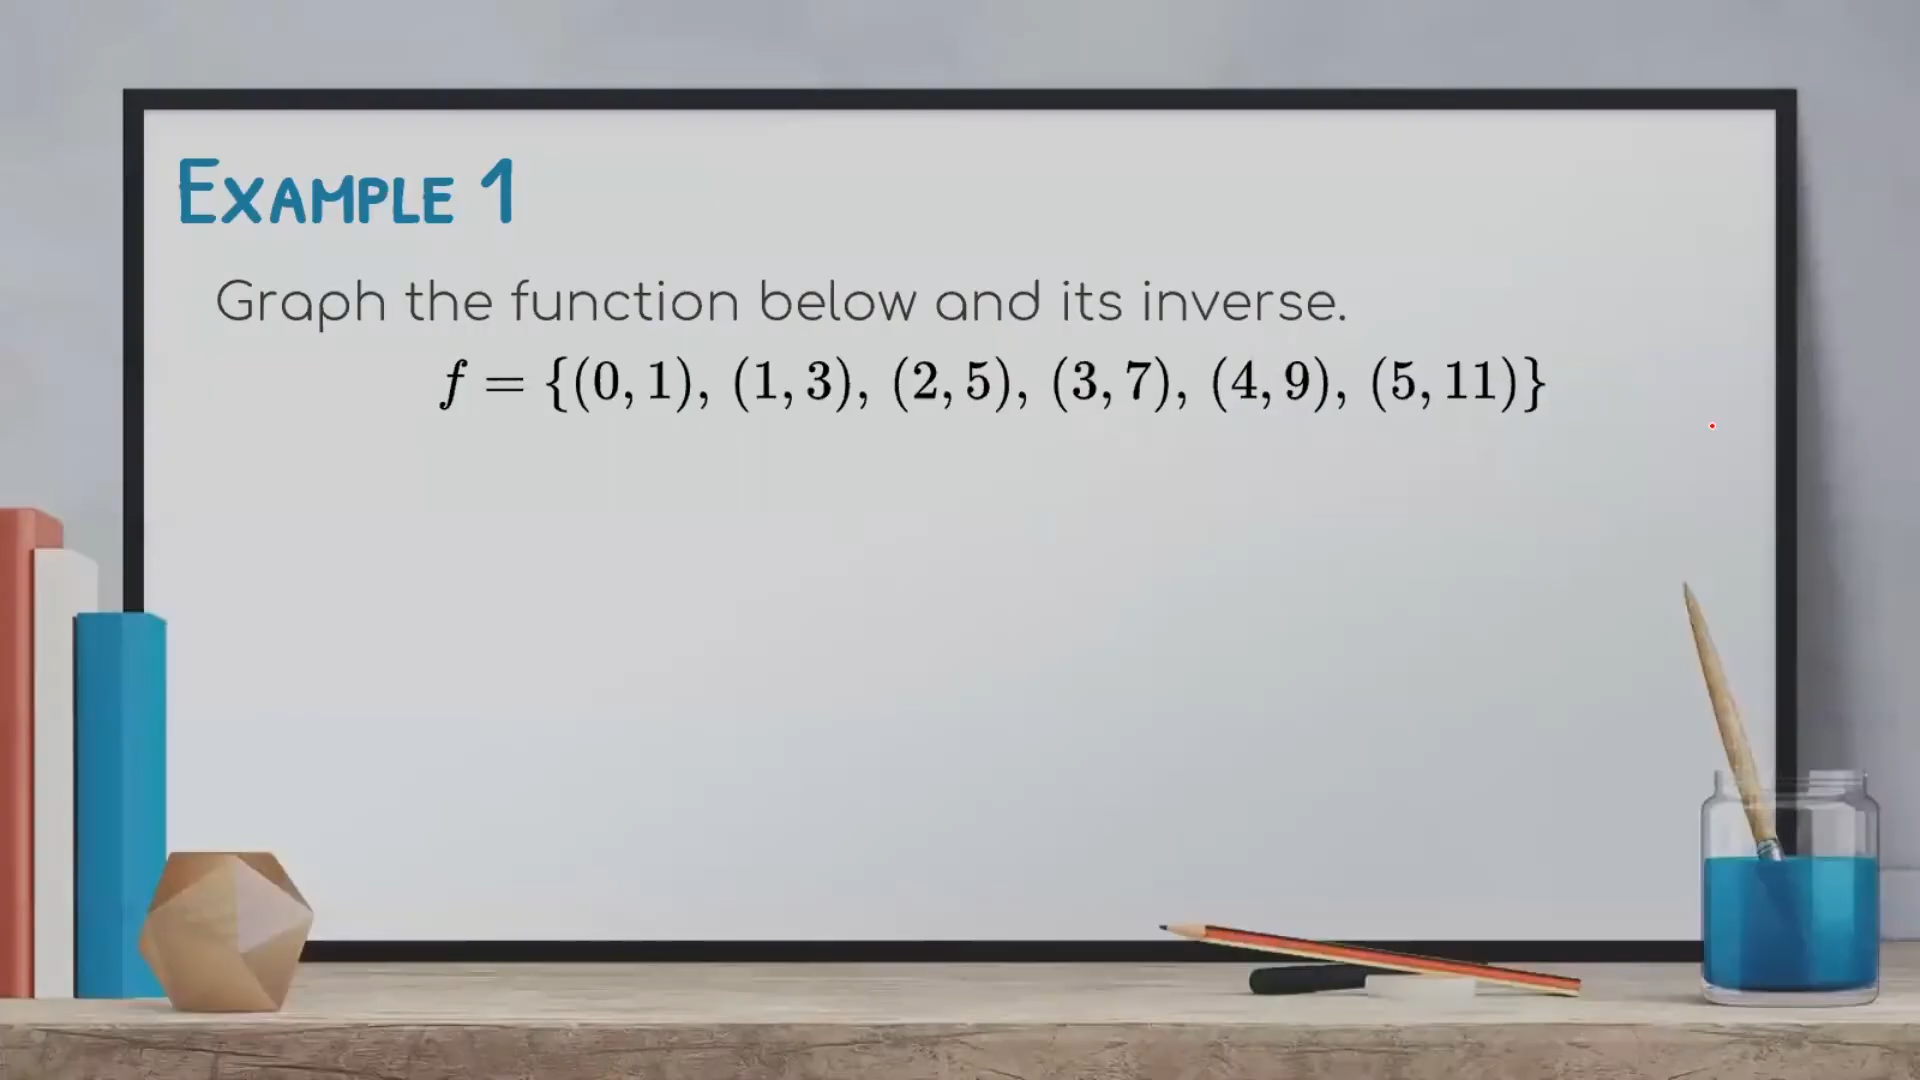 EXAMPLE 1
Graph the function below and its inverse.
f = {(0, 1), (1, 3), (2, 5), (3, 7), (4, 9), (5, 11)}